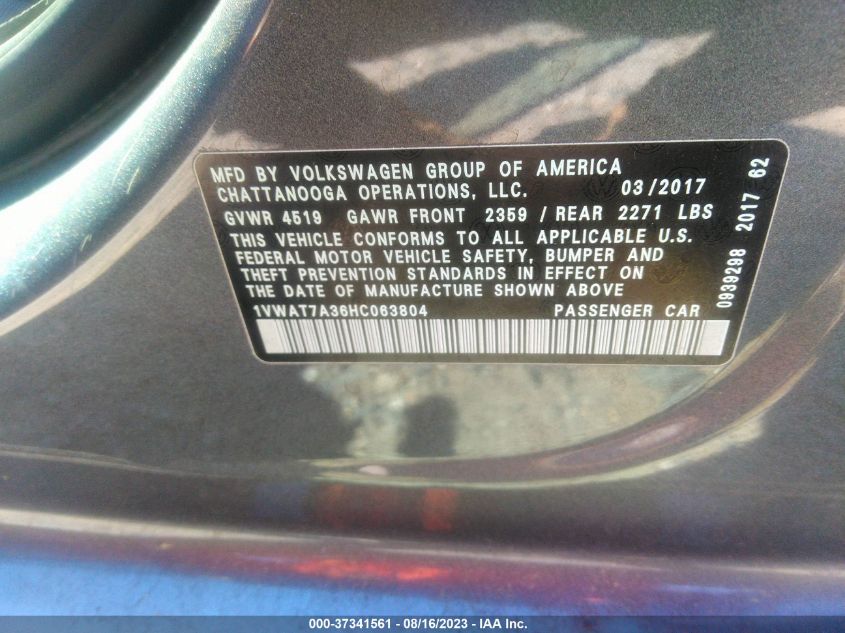 MFD BY VOLKSWAGEN GROUP OF AMERICA
CHATTANOOGA OPERATIONS, LLC. 03/2017
GVWR 4519 GAWR FRONT 2359 / REAR 2271 LBS
THIS VEHICLE CONFORMS TO ALL APPLICABLE U.S.
FEDERAL MOTOR VEHICLE SAFETY, BUMPER AND
THEFT PREVENTION STANDARDS IN EFFECT ON
THE DATE OF MANUFACTURE SHOWN ABOVE
1VWAT7A36HC063804 PASSENGER CAR
0939298 2017 62
000-37341561 - 08/16/2023 - IAA Inc.